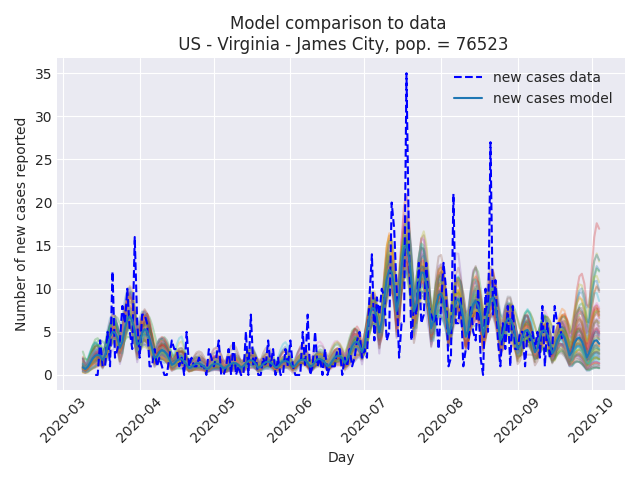 Model comparison to data
US - Virginia - James City, pop. = 76523
new cases data
new cases model
Number of new cases reported
35
30
25
20
15
10
5
0
2020-03
2020-04
2020-05
2020-06
2020-07
2020-08
2020-09
2020-10
Day